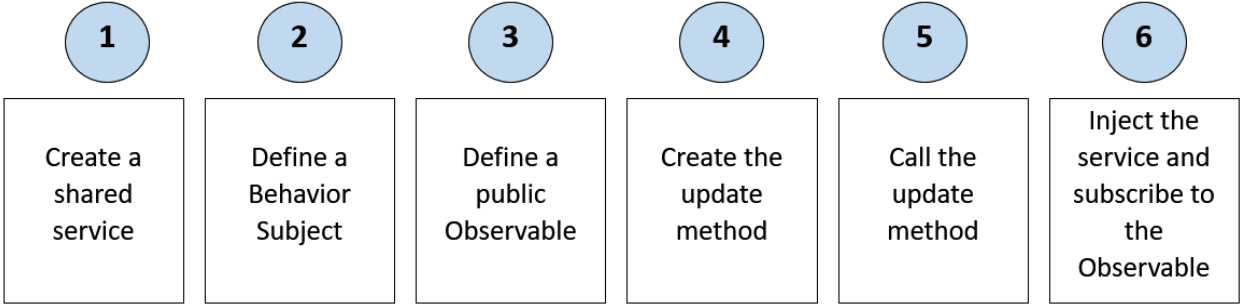 1
2
3
4
5
6
Create a
shared
service
Define a
Behavior
Subject
Define a
public
Observable
Create the
update
method
Call the
update
method
Inject the
service and
subscribe to
the
Observable